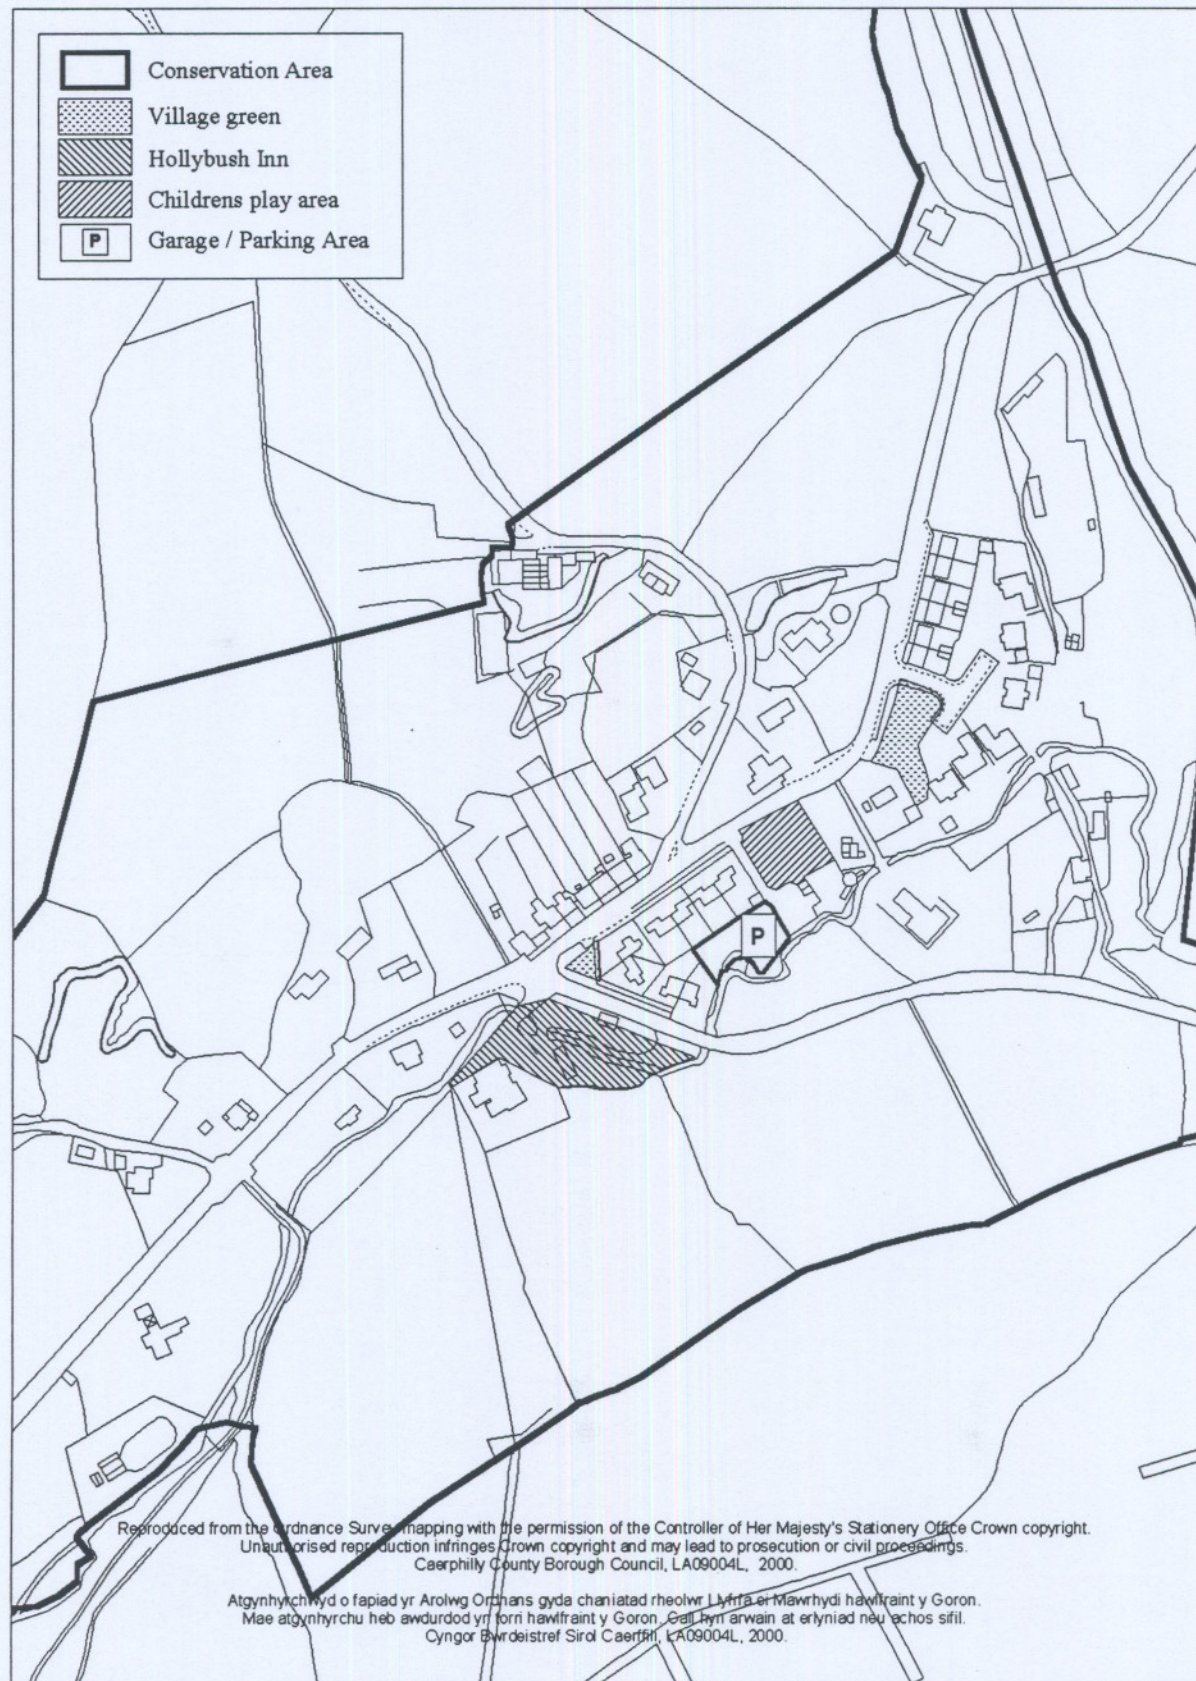 Conservation Area
Village green
Hollybush Inn
Childrens play area
P Garage / Parking Area
P
Reproduced from the Ordnance Survey mapping with the permission of the Controller of Her Majesty's Stationery Office Crown copyright.
Unauthorised reproduction infringes Crown copyright and may lead to prosecution or civil proceedings.
Caerphilly County Borough Council, LA09004L, 2000.
Atgynhyrchwyd o fapiad yr Arolwg Ordnans gyda chaniatad rheolwr Llyfrfa ei Mawrhydi hawlfraint y Goron.
Mae atgynhyrchu heb awdurdod yn torri hawlfraint y Goron. Gall hyn arwain at erlyniad neu achos sifil.
Cyngor Bwrdeistref Sirol Caerffili, LA09004L, 2000.